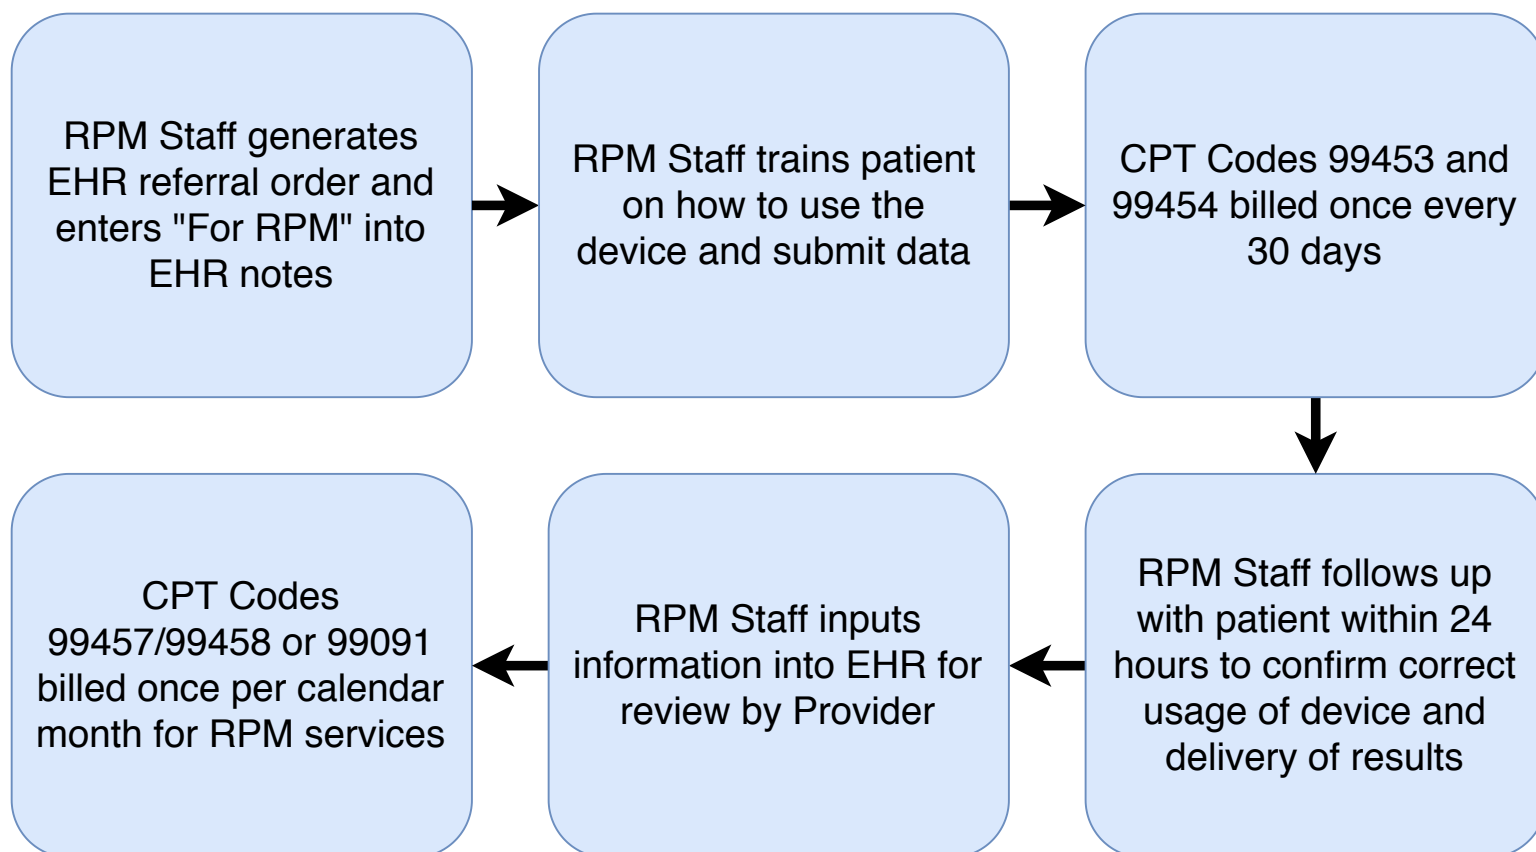 RPM Staff generates
EHR referral order and
enters "For RPM" into
EHR notes
RPM Staff trains patient
on how to use the
device and submit data
CPT Codes 99453 and
99454 billed once every
30 days
RPM Staff follows up
with patient within 24
hours to confirm correct
usage of device and
delivery of results
RPM Staff inputs
information into EHR for
review by Provider
CPT Codes
99457/99458 or 99091
billed once per calendar
month for RPM services